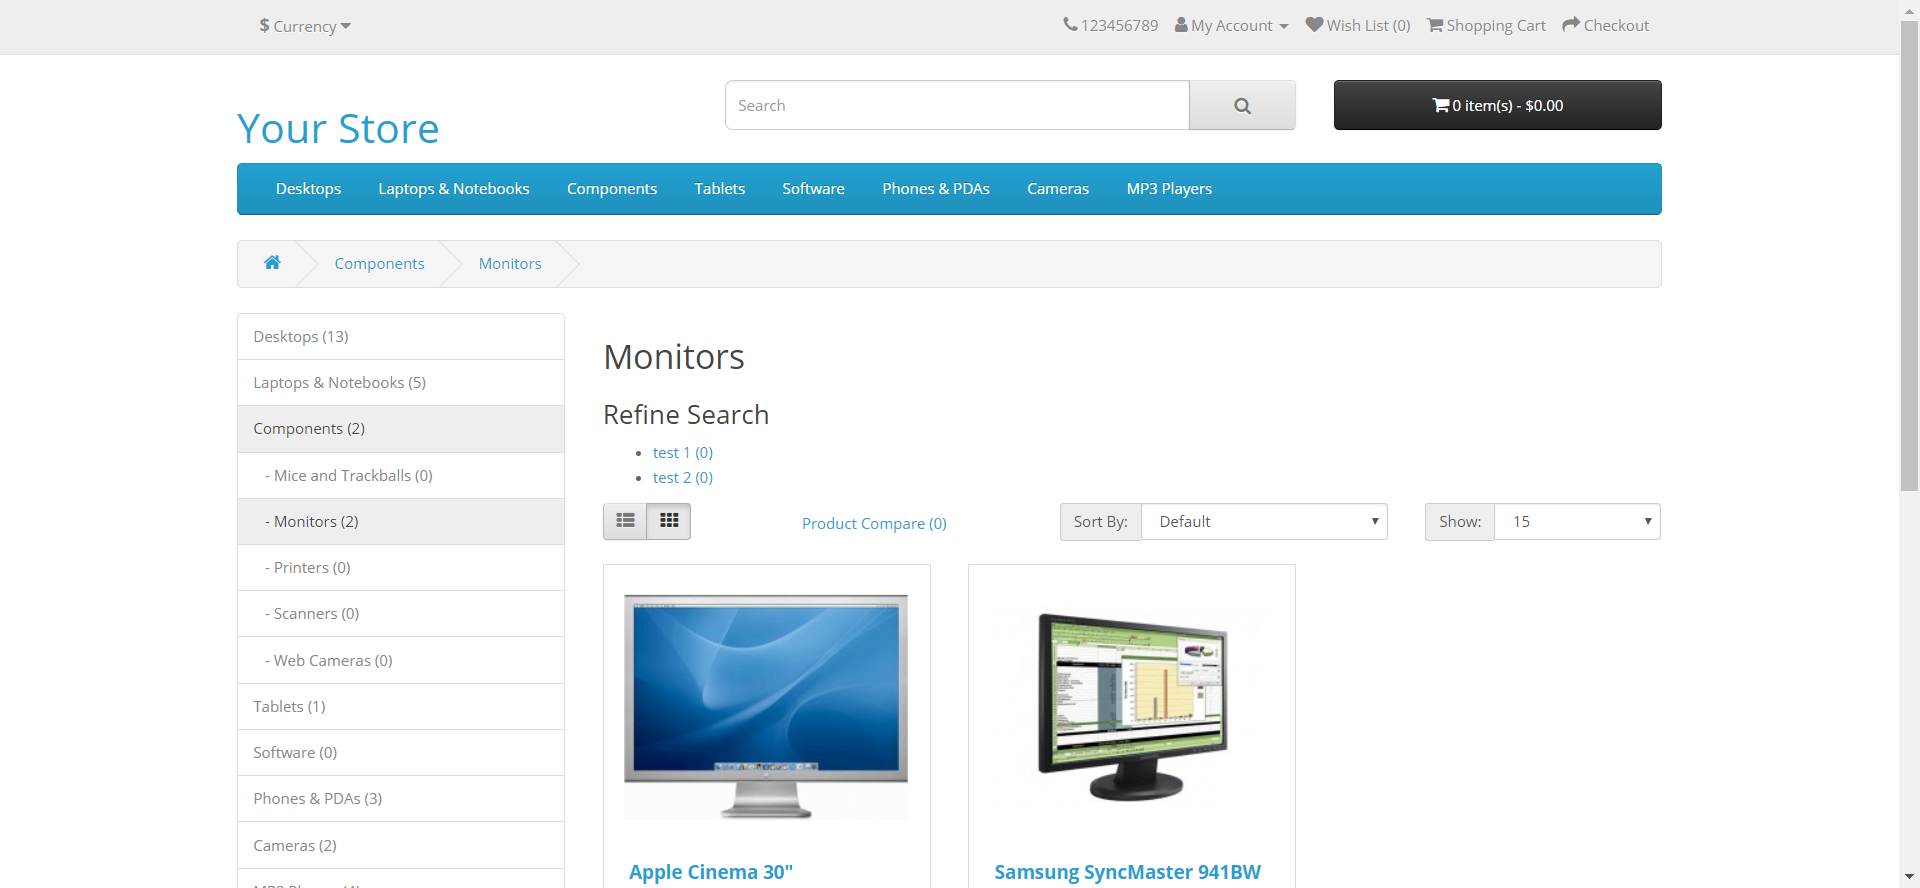 $ Currency
123456789 My Account Wish List (0) Shopping Cart Checkout
Search
0 item(s) - $0.00
Your Store
Desktops Laptops & Notebooks Components Tablets Software Phones & PDAs Cameras MP3 Players
Components Monitors
Desktops (13)
Laptops & Notebooks (5)
Components (2)
- Mice and Trackballs (0)
- Monitors (2)
- Printers (0)
- Scanners (0)
- Web Cameras (0)
Tablets (1)
Software (0)
Phones & PDAs (3)
Cameras (2)
Monitors
Refine Search
test 1 (0)
test 2 (0)
Product Compare (0)
Sort By: Default
Show: 15
Apple Cinema 30"
Samsung SyncMaster 941BW